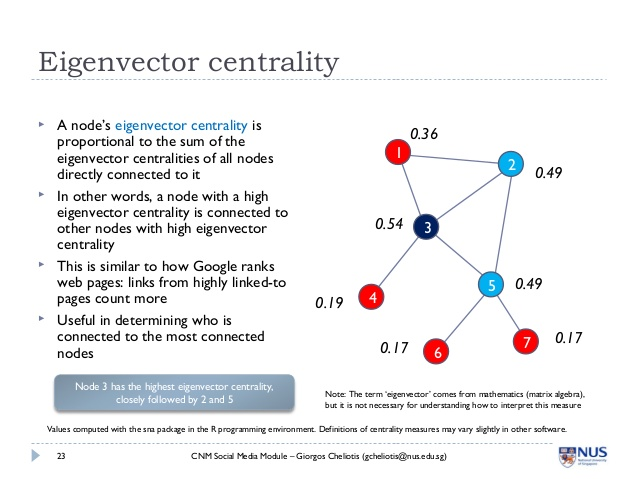 Eigenvector centrality
A node's eigenvector centrality is
proportional to the sum of the
eigenvector centralities of all nodes
directly connected to it
In other words, a node with a high
eigenvector centrality is connected to
other nodes with high eigenvector
centrality
This is similar to how Google ranks
web pages: links from highly linked-to
pages count more
Useful in determining who is
connected to the most connected
nodes
Node 3 has the highest eigenvector centrality,
closely followed by 2 and 5
0.36
1
2
0.49
0.54
3
0.19
4
5
0.49
0.17
6
7
0.17
Note: The term 'eigenvector' comes from mathematics (matrix algebra),
but it is not necessary for understanding how to interpret this measure
Values computed with the sna package in the R programming environment. Definitions of centrality measures may vary slightly in other software.
23
CNM Social Media Module – Giorgos Cheliotis (gcheliotis@nus.edu.sg)
NUS
National University
of Singapore